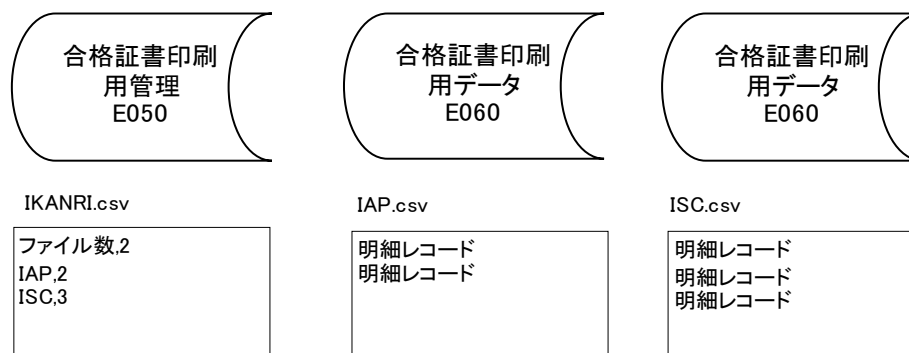 合格証書印刷
用管理
E050
合格証書印刷
用データ
E060
合格証書印刷
用データ
E060
IKANRI.csv
ファイル数,2
IAP,2
ISC,3
IAP.csv
明細レコード
明細レコード
ISC.csv
明細レコード
明細レコード
明細レコード